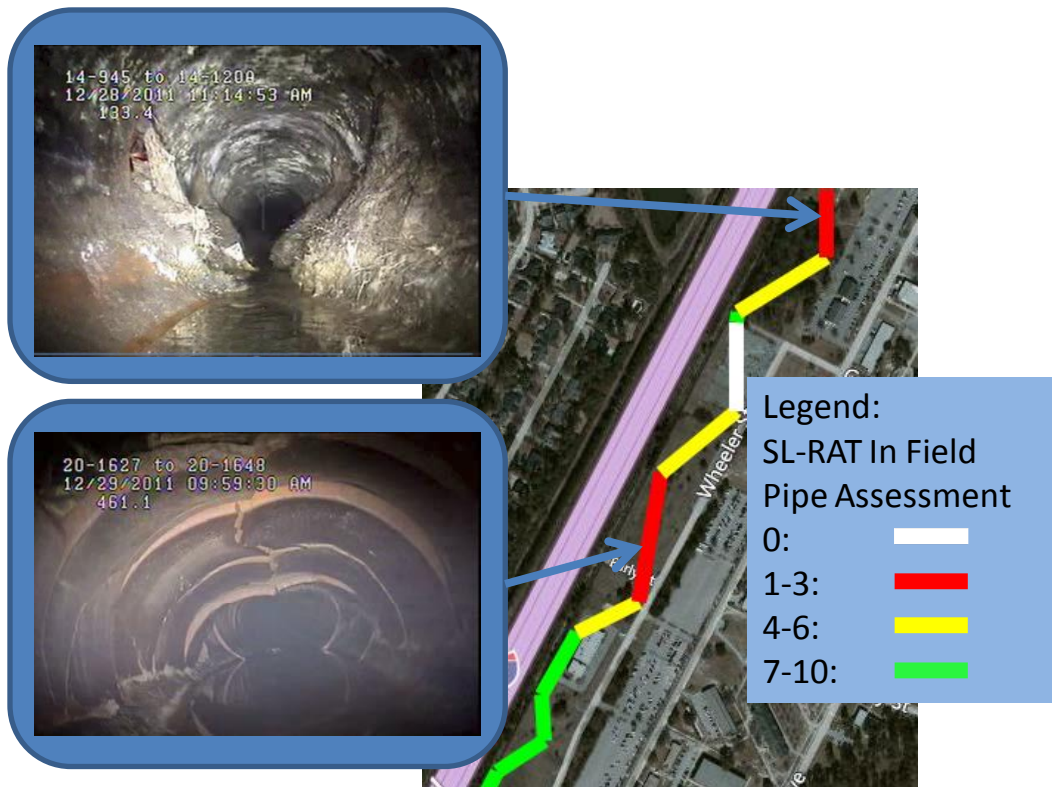 14-945 to 14-120A
12/28/2011 11:14:53 AM
133.4
20-1627 to 20-1648
12/29/2011 09:59:30 AM
461.1
Wheeler
Legend:
SL-RAT In Field
Pipe Assessment
0:
1-3:
4-6:
7-10: